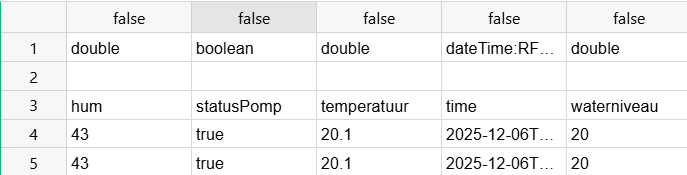 false false false false false
1 double boolean double dateTime:RF... double
2
3 hum statusPomp temperatuur time waterniveau
4 43 true 20.1 2025-12-06T... 20
5 43 true 20.1 2025-12-06T... 20